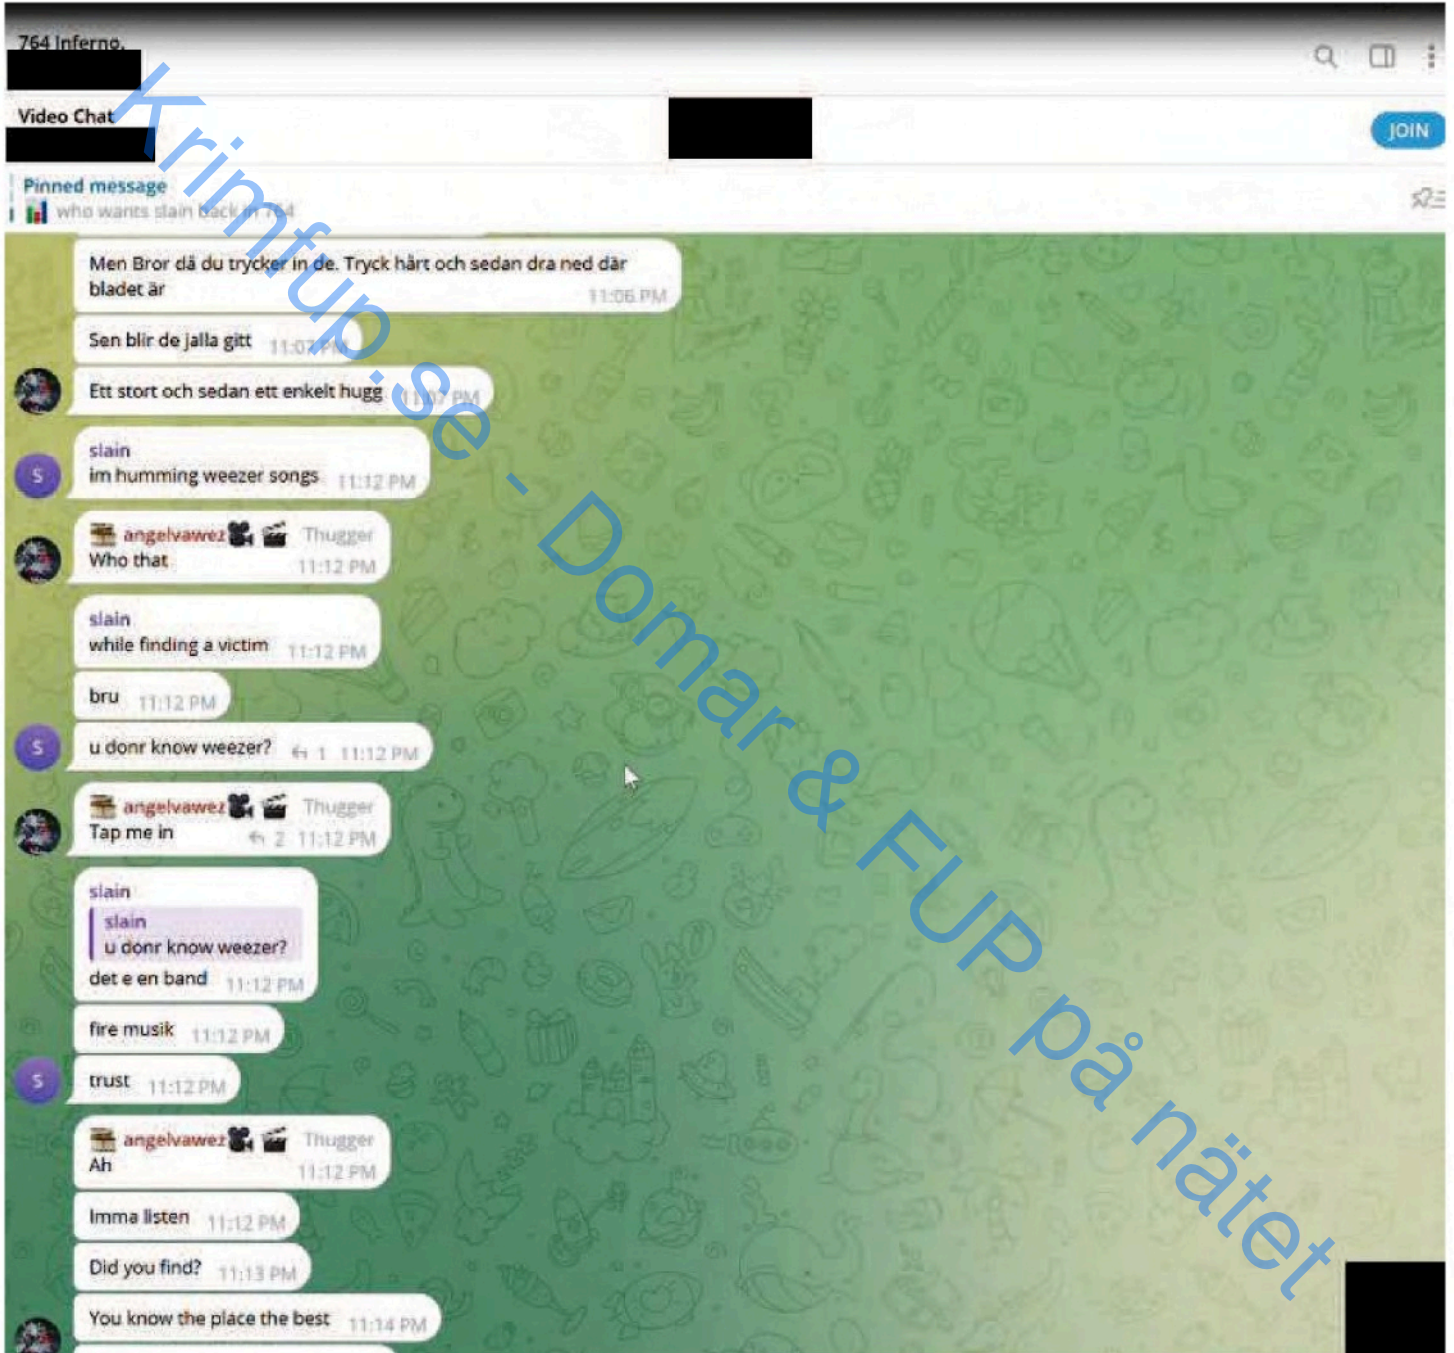 764 Inferno.
Video Chat
JOIN
Pinned message
who wants slain back in 764
Men Bror då du trycker in de. Tryck hårt och sedan dra ned där
bladet är
11:06 PM
Sen blir de jalla gitt 11:07 PM
Ett stort och sedan ett enkelt hugg 11:07 PM
slain
S
im humming weezer songs 11:12 PM
angelvawez Thugger
Who that 11:12 PM
slain
while finding a victim 11:12 PM
bru 11:12 PM
S
u donr know weezer? 1 11:12 PM
angelvawez Thugger
Tap me in 2 11:12 PM
slain
slain
u donr know weezer?
det e en band 11:12 PM
fire musik 11:12 PM
S
trust 11:12 PM
angelvawez Thugger
Ah 11:12 PM
Imma listen 11:12 PM
Did you find? 11:13 PM
You know the place the best 11:14 PM
Krimfup.se - Domar & FUP på nätet